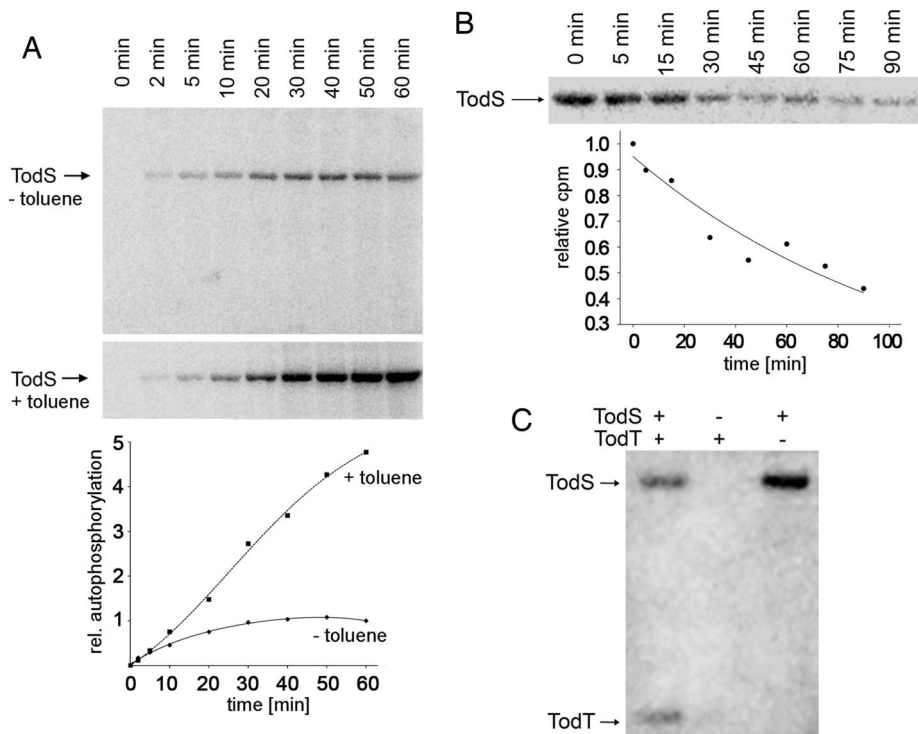 A
0 min 2 min 5 min 10 min 20 min 30 min 40 min 50 min 60 min
TodS
- toluene
TodS
+ toluene
rel. autophosphorylation
5
4
3
2
1
+ toluene
- toluene
0 10 20 30 40 50 60
time [min]
B
0 min 5 min 15 min 30 min 45 min 60 min 75 min 90 min
TodS
relative cpm
1.0
0.9
0.8
0.7
0.6
0.5
0.4
0.3
0 20 40 60 80 100
time [min]
C
TodS + - +
TodT + + -
TodS
TodT